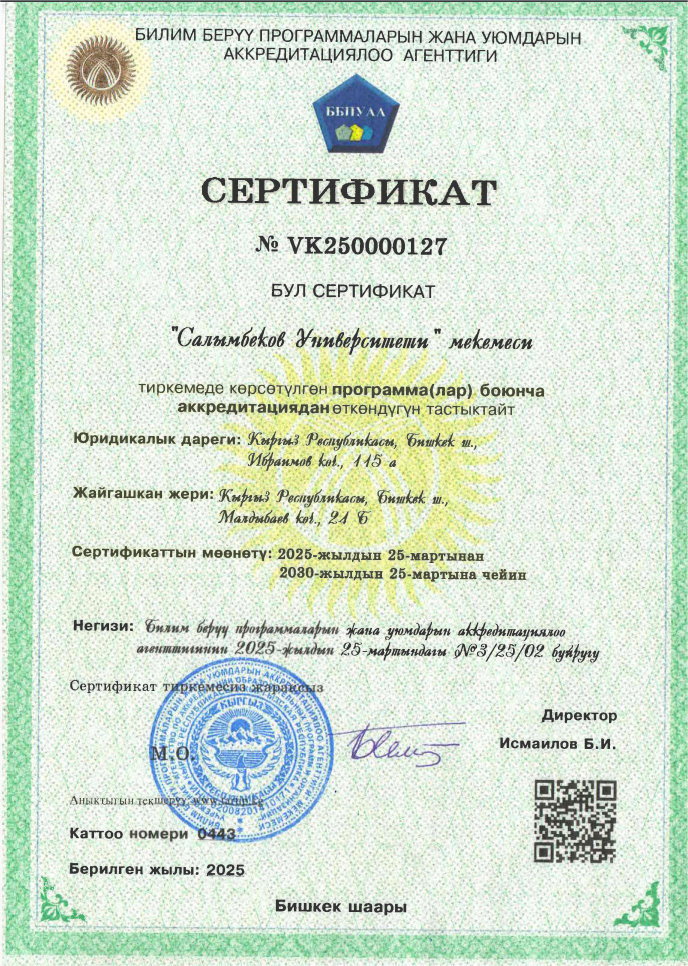 БИЛИМ БЕРҮҮ ПРОГРАММАЛАРЫН ЖАНА УЮМДАРЫН
АККРЕДИТАЦИЯЛОО АГЕНТТИГИ
ББПУАА
СЕРТИФИКАТ
№ VK250000127
БУЛ СЕРТИФИКАТ
"Салымбеков Университети" мекемеси
тиркемеде көрсөтүлгөн программа(лар) боюнча
аккредитациядан өткөндүгүн тастыктайт
Юридикалык дареги: Кыргыз Республикасы, Бишкек ш.,
Ибраимов көч., 115 а
Жайгашкан жери: Кыргыз Республикасы, Бишкек ш.,
Малдыбаев көч., 21 Б
Сертификаттын мөөнөтү: 2025-жылдын 25-мартынан
2030-жылдын 25-мартына чейин
Негизи: Билим берүү программаларын жана уюмдарын аккредитациялоо
агенттигинин 2025-жылдын 25-мартындагы №3/25/02 буйругу
Сертификат тиркемесиз жараксыз
Директор
М.О.
Исмаилов Б.И.
КЫРГЫЗ
Аныктыгын текшерүү:
Каттоо номери 0443
Берилген жылы: 2025
Бишкек шаары